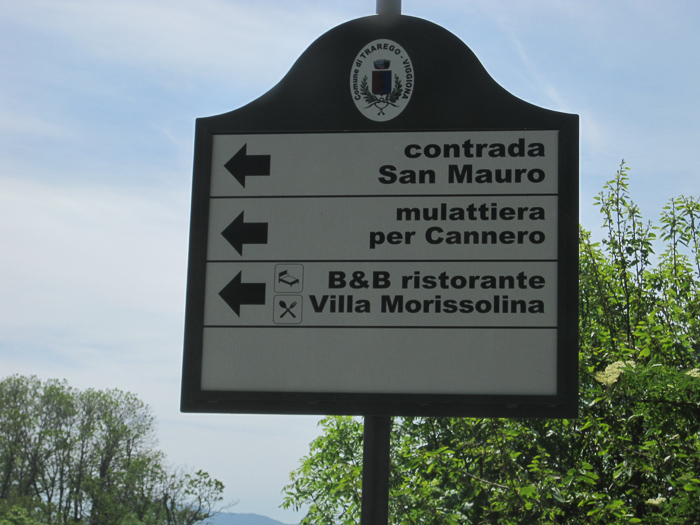 Comune di TRAREGO - VIGGIONA
contrada
San Mauro
mulattiera
per Cannero
B&B ristorante
Villa Morissolina